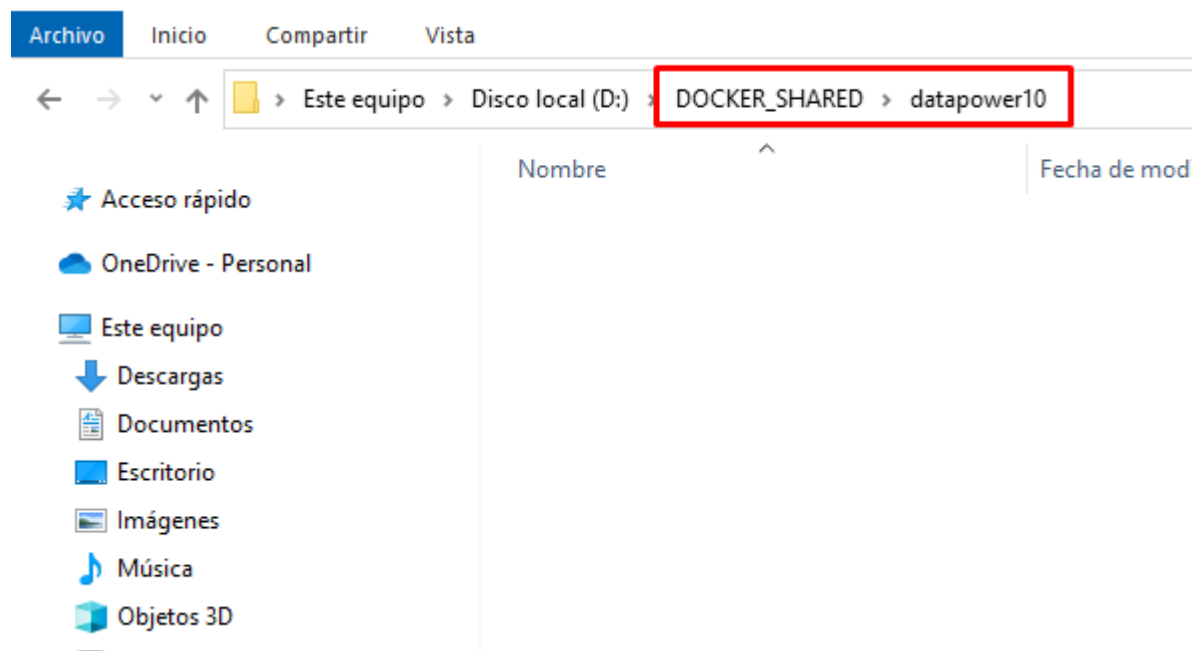 Archivo Inicio Compartir Vista
Este equipo > Disco local (D:) > DOCKER_SHARED > datapower10
Nombre Fecha de mod
Acceso rápido
OneDrive - Personal
Este equipo
Descargas
Documentos
Escritorio
Imágenes
Música
Objetos 3D